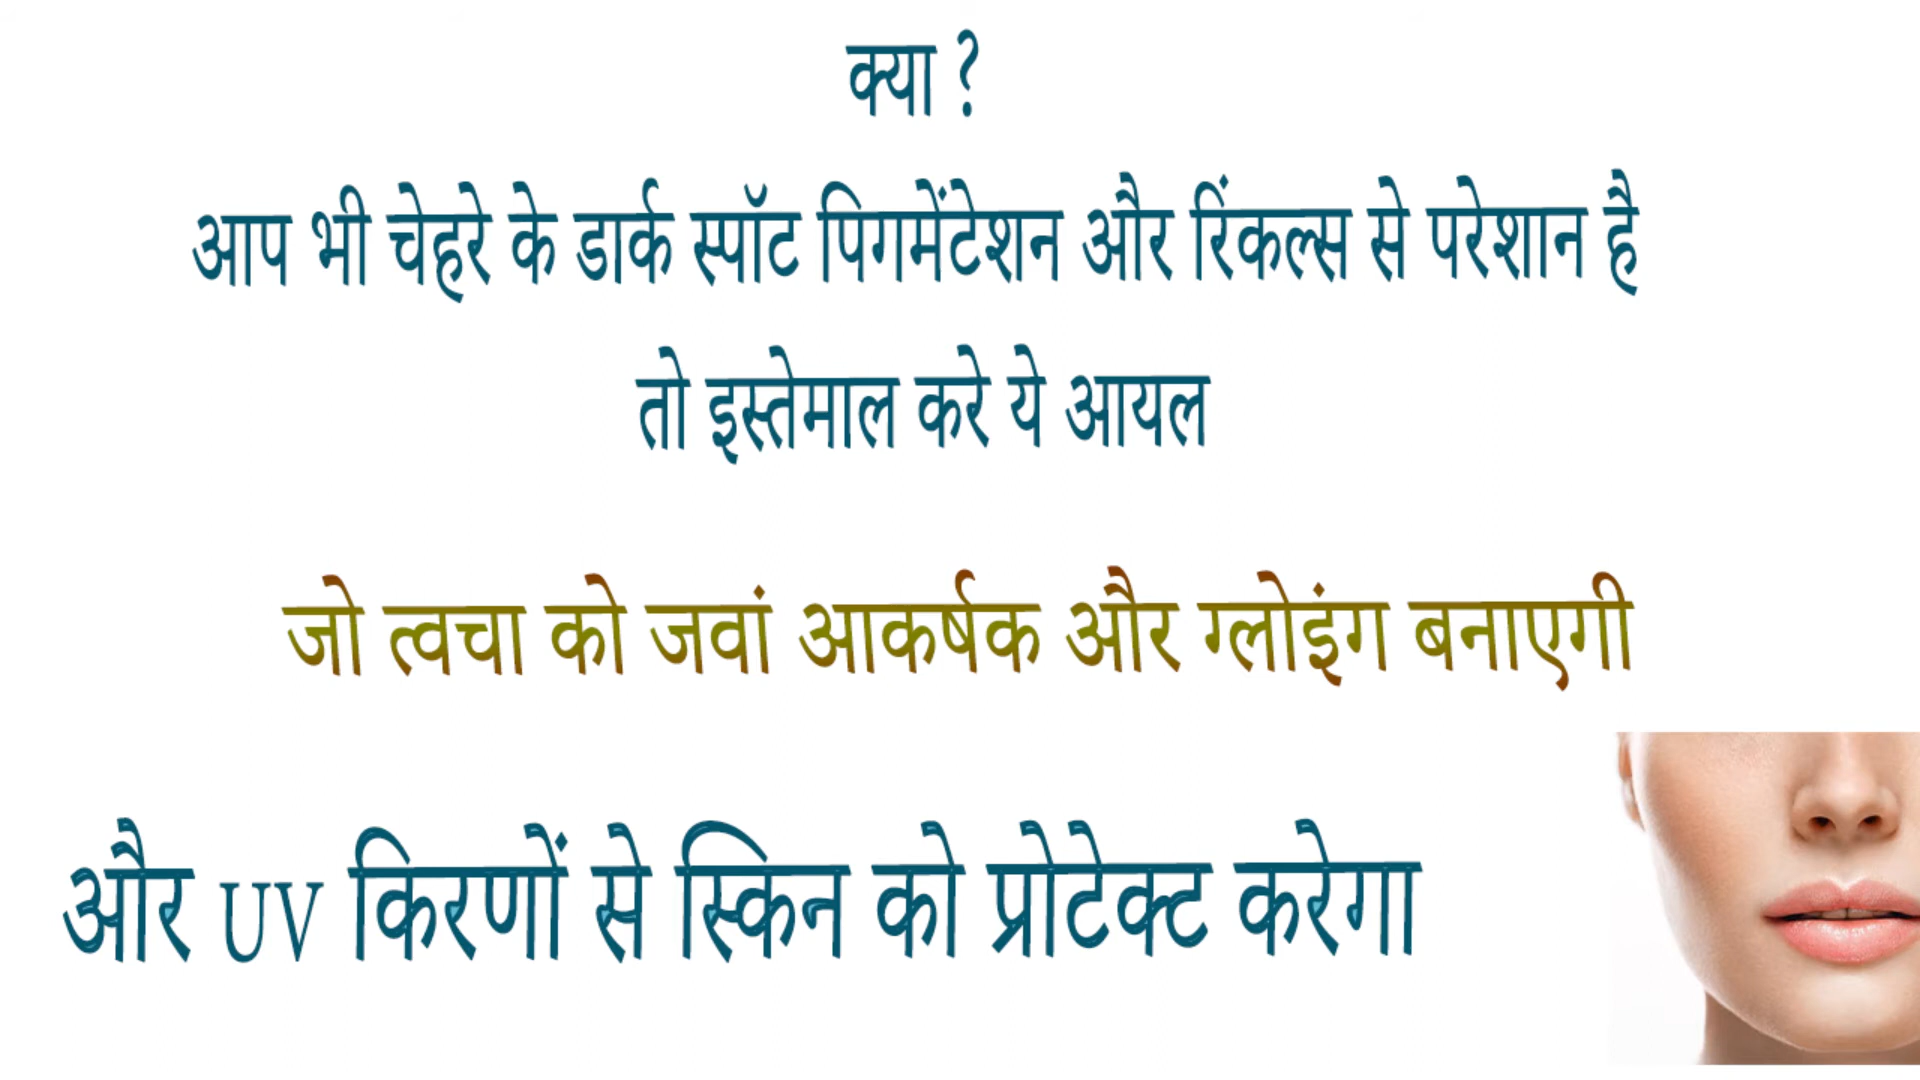 क्या ?
आप भी चेहरे के डार्क स्पॉट पिगमेंटेशन और रिंकल्स से परेशान है
तो इस्तेमाल करे ये आयल
जो त्वचा को जवां आकर्षक और ग्लोइंग बनाएगी
और UV किरणों से स्किन को प्रोटेक्ट करेगा